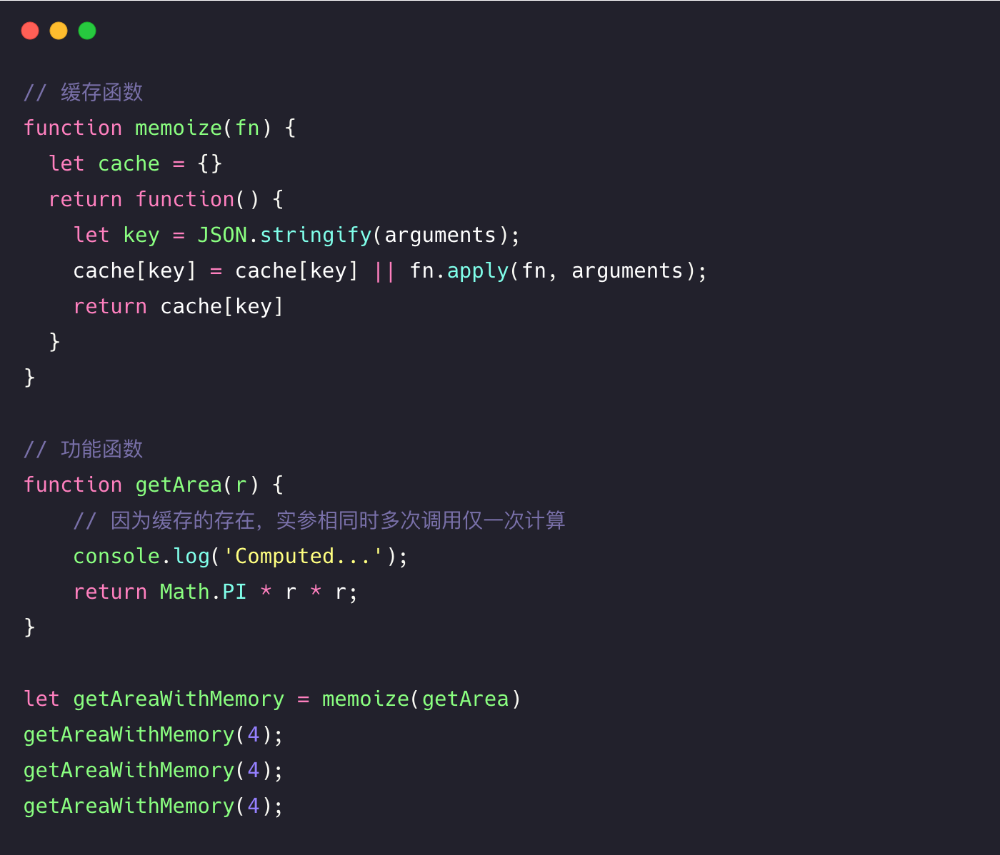 // 缓存函数
function memoize(fn) {
  let cache = {}
  return function() {
    let key = JSON.stringify(arguments);
    cache[key] = cache[key] || fn.apply(fn, arguments);
    return cache[key]
  }
}

// 功能函数
function getArea(r) {
    // 因为缓存的存在，实参相同时多次调用仅一次计算
    console.log('Computed...');
    return Math.PI * r * r;
}

let getAreaWithMemory = memoize(getArea)
getAreaWithMemory(4);
getAreaWithMemory(4);
getAreaWithMemory(4);